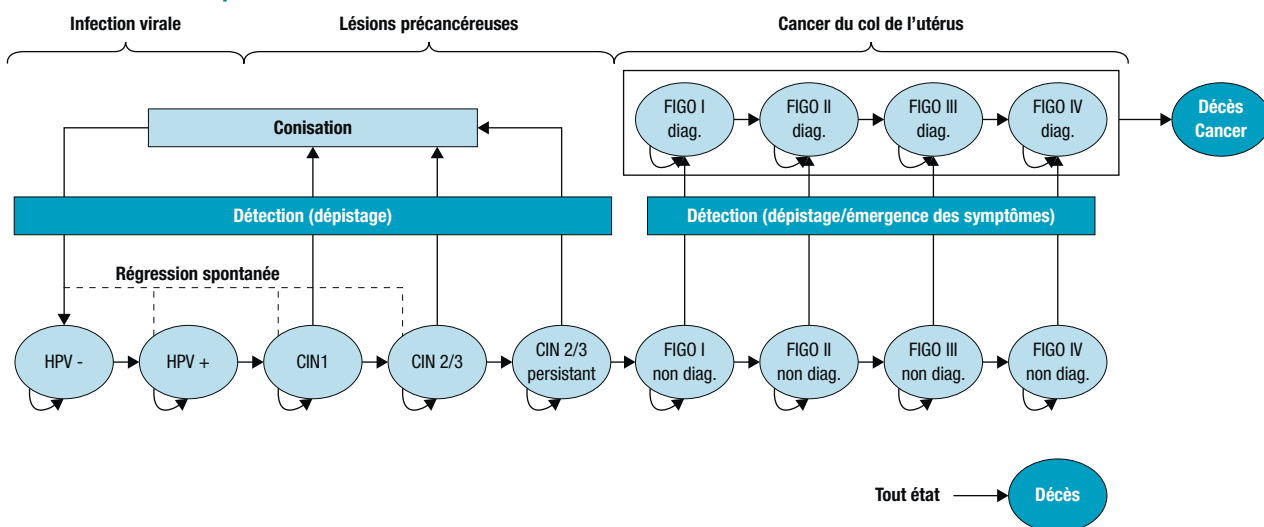 Infection virale
Lésions précancéreuses
Cancer du col de l’utérus
FIGO I
diag.
FIGO II
diag.
FIGO III
diag.
FIGO IV
diag.
Décès
Cancer
Conisation
Détection (dépistage)
Détection (dépistage/émergence des symptômes)
Régression spontanée
HPV -
HPV +
CIN1
CIN 2/3
CIN 2/3
persistant
FIGO I
non diag.
FIGO II
non diag.
FIGO III
non diag.
FIGO IV
non diag.
Tout état
Décès